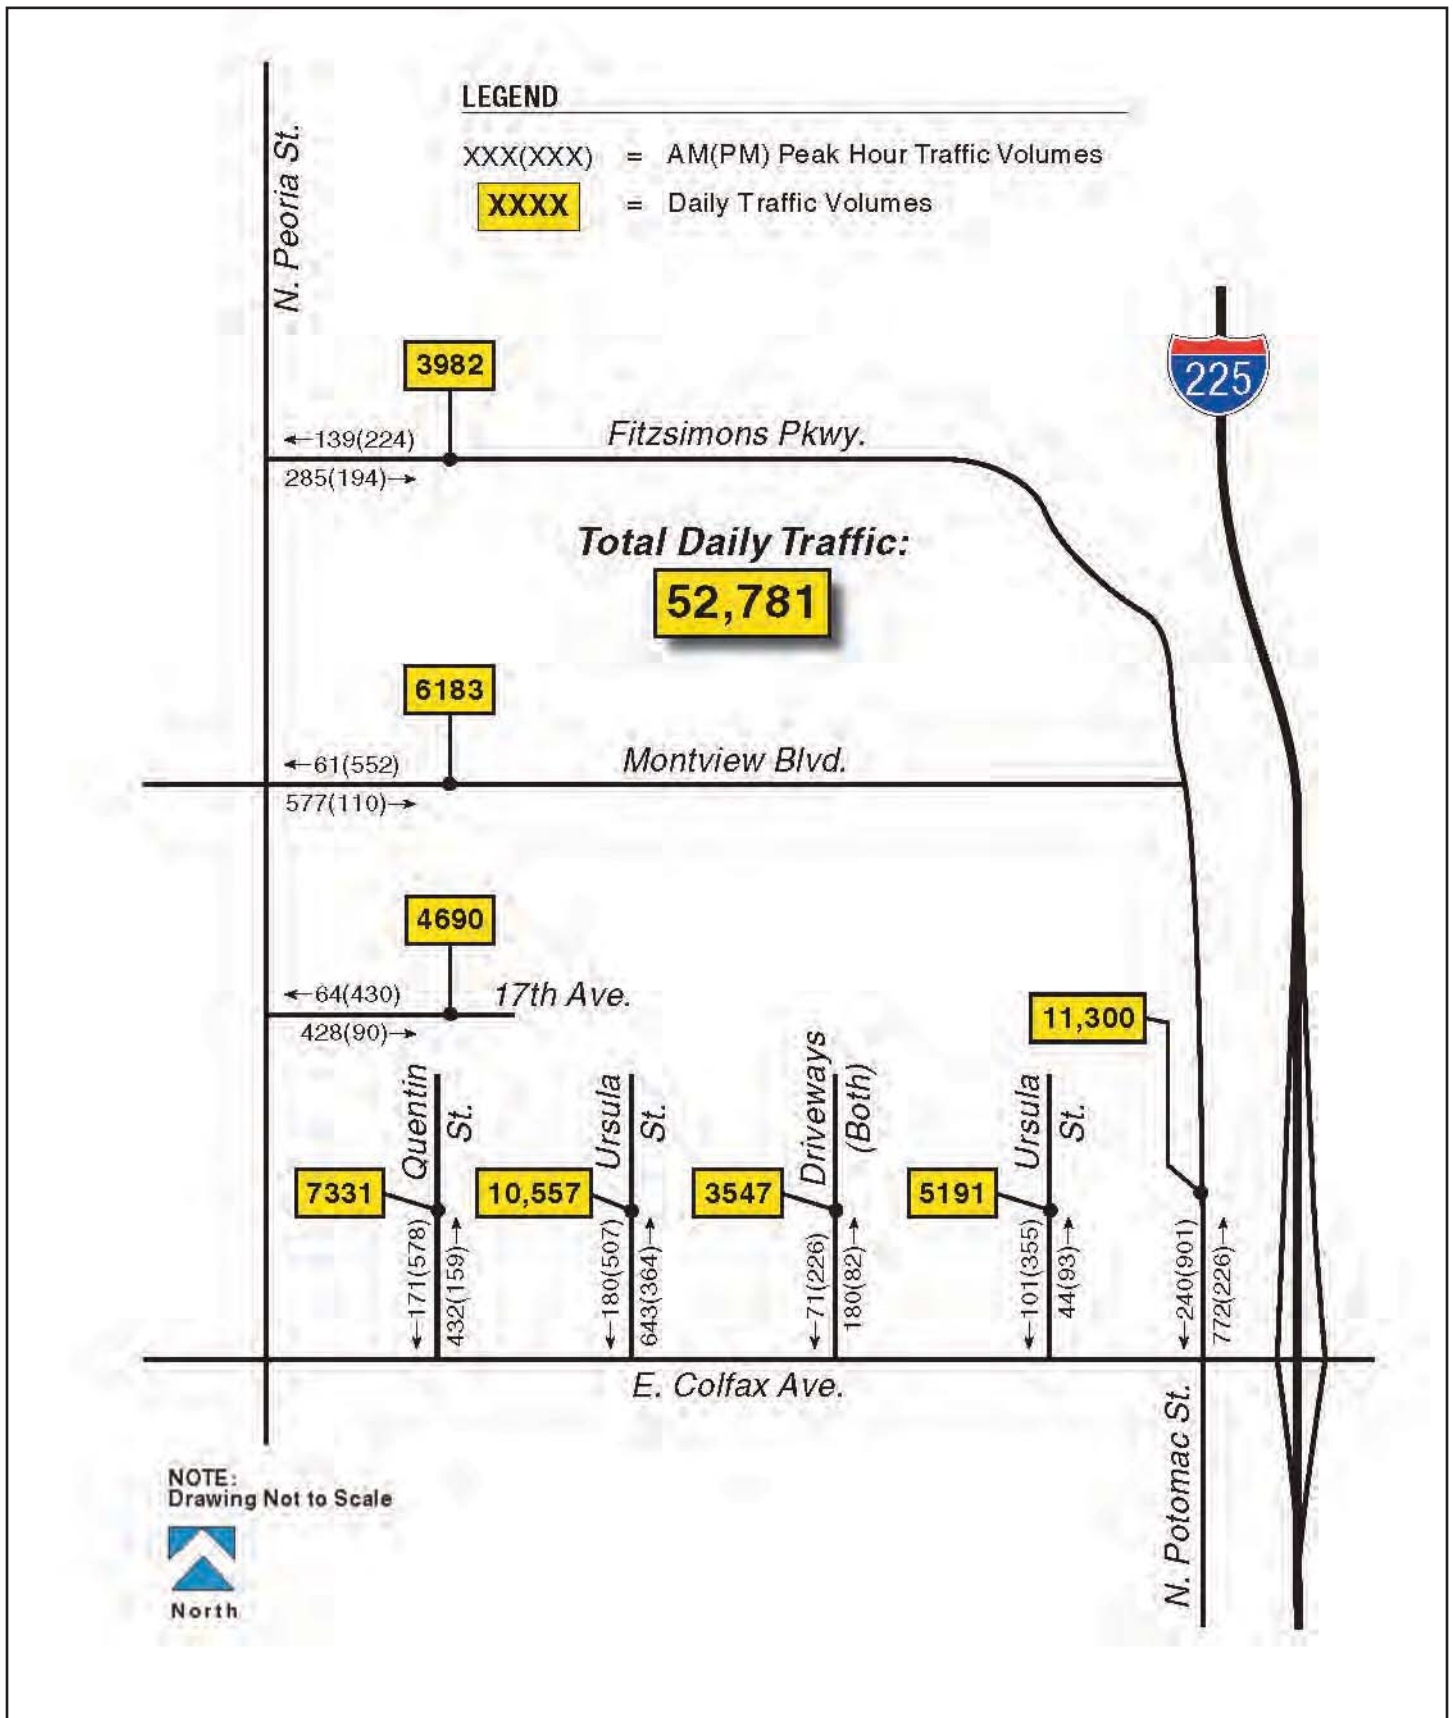 LEGEND
XXX(XXX) = AM(PM) Peak Hour Traffic Volumes
XXXX = Daily Traffic Volumes
N. Peoria St.
225
3982
←139(224)
Fitzsimons Pkwy.
285(194)→
Total Daily Traffic:
52,781
6183
←61(552)
Montview Blvd.
577(110)→
4690
←64(430)
17th Ave.
428(90)→
11,300
Quentin
St.
Ursula
St.
Driveways
(Both)
Ursula
St.
7331
10,557
3547
5191
←171(578)
432(159)→
←180(507)
643(364)→
←71(226)
180(82)→
←101(355)
44(93)→
←240(901)
772(226)→
E. Colfax Ave.
N. Potomac St.
NOTE:
Drawing Not to Scale
North